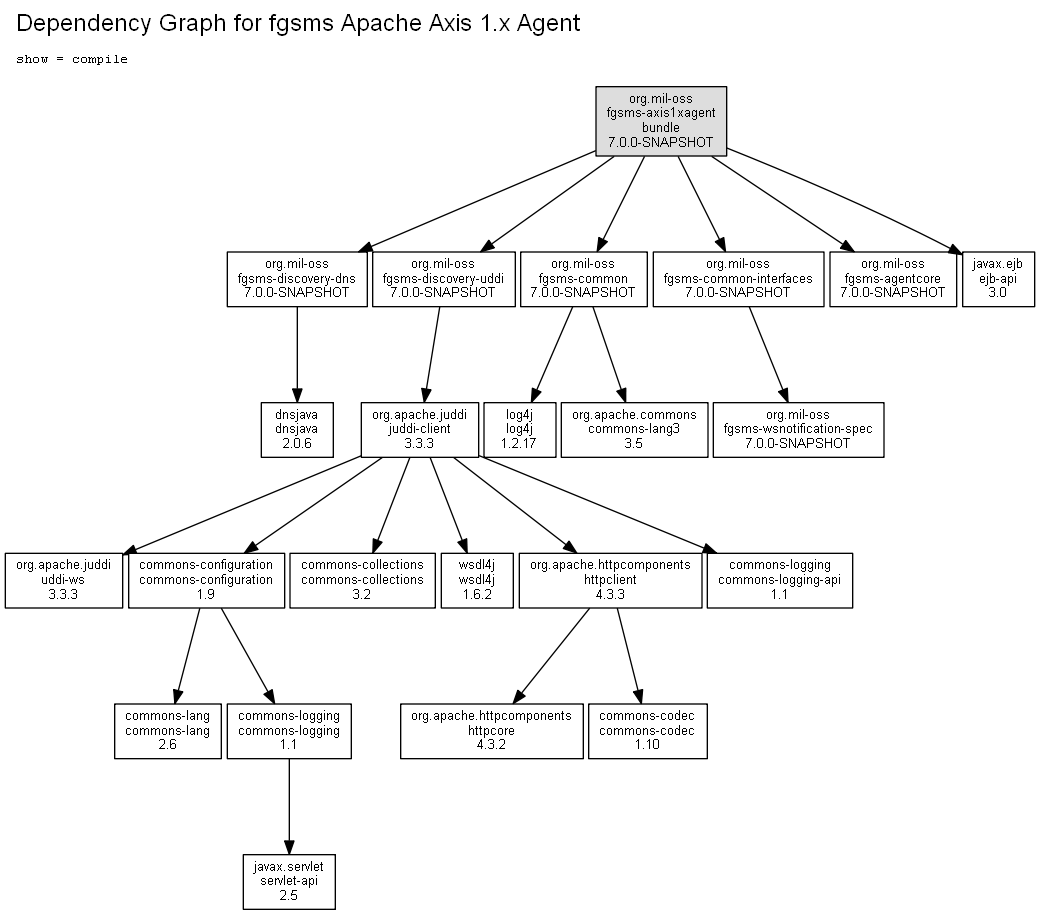 Dependency Graph for fgsms Apache Axis 1.x Agent
show = compile
org.mil-oss
fgsms-axis1xagent
bundle
7.0.0-SNAPSHOT
org.mil-oss
fgsms-discovery-dns
7.0.0-SNAPSHOT
org.mil-oss
fgsms-discovery-uddi
7.0.0-SNAPSHOT
org.mil-oss
fgsms-common
7.0.0-SNAPSHOT
org.mil-oss
fgsms-common-interfaces
7.0.0-SNAPSHOT
org.mil-oss
fgsms-agentcore
7.0.0-SNAPSHOT
javax.ejb
ejb-api
3.0
dnsjava
dnsjava
2.0.6
org.apache.juddi
juddi-client
3.3.3
log4j
log4j
1.2.17
org.apache.commons
commons-lang3
3.5
org.mil-oss
fgsms-wsnotification-spec
7.0.0-SNAPSHOT
org.apache.juddi
uddi-ws
3.3.3
commons-configuration
commons-configuration
1.9
commons-collections
commons-collections
3.2
wsdl4j
wsdl4j
1.6.2
org.apache.httpcomponents
httpclient
4.3.3
commons-logging
commons-logging-api
1.1
commons-lang
commons-lang
2.6
commons-logging
commons-logging
1.1
org.apache.httpcomponents
httpcore
4.3.2
commons-codec
commons-codec
1.10
javax.servlet
servlet-api
2.5